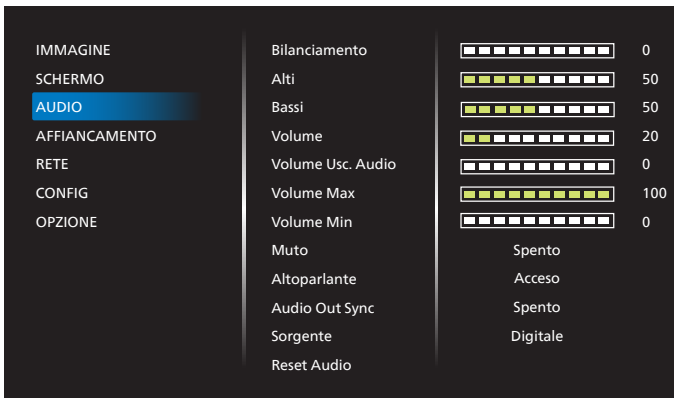 IMMAGINE
SCHERMO
AUDIO
AFFIANCAMENTO
RETE
CONFIG
OPZIONE
Bilanciamento 0
Alti 50
Bassi 50
Volume 20
Volume Usc. Audio 0
Volume Max 100
Volume Min 0
Muto Spento
Altoparlante Acceso
Audio Out Sync Spento
Sorgente Digitale
Reset Audio